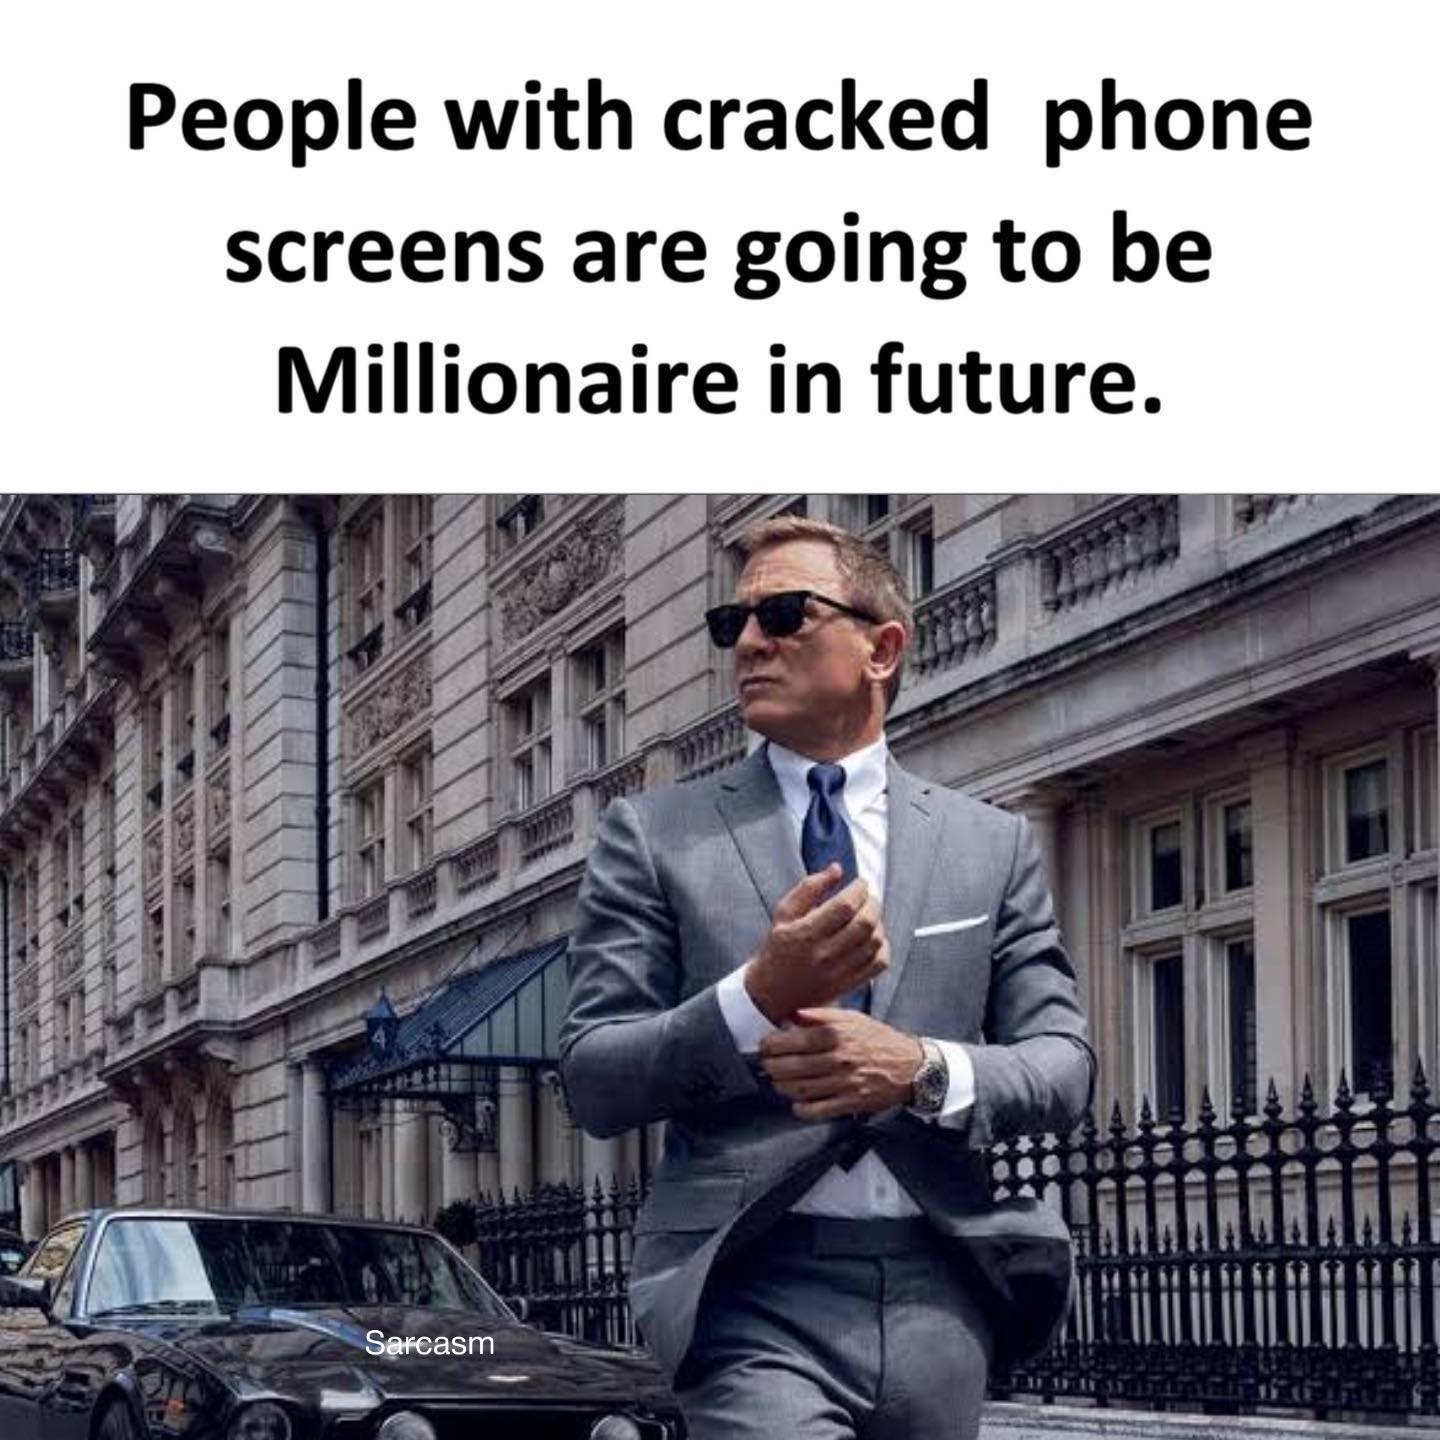 People with cracked  phone
screens are going to be
Millionaire in future.
Sarcasm